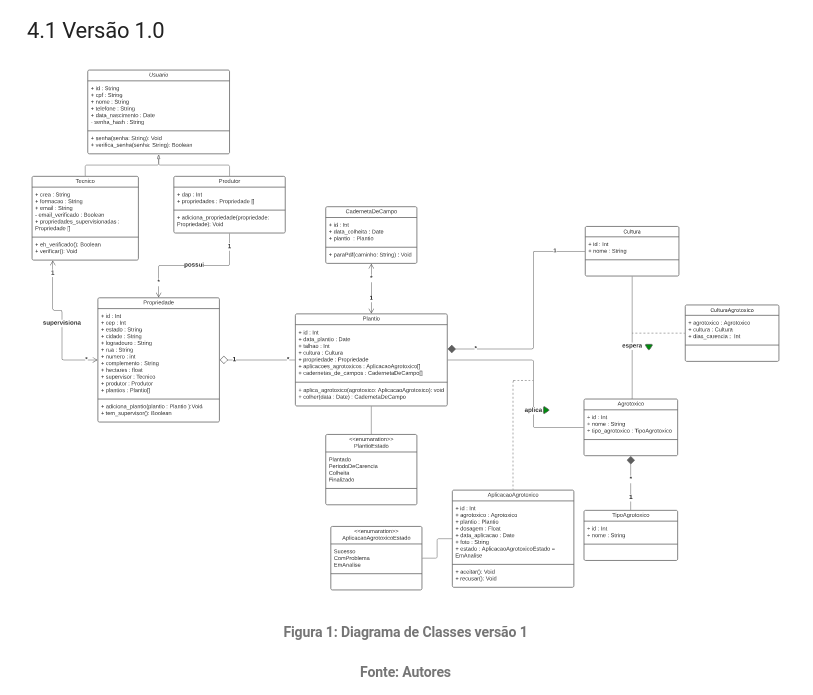 4.1 Versão 1.0
Usuario
+ id : String
+ cpf : String
+ nome : String
+ telefone : String
+ data_nascimento : Date
- senha_hash : String
+ senha(senha: String): Void
+ verifica_senha(senha: String): Boolean
Tecnico
+ crea : String
+ formacao : String
+ email : String
- email_verificado : Boolean
+ propriedades_supervisionadas :
Propriedade []
+ eh_verificado(): Boolean
+ verificar(): Void
Produtor
+ dap : Int
+ propriedades : Propriedade []
+ adiciona_propriedade(propriedade:
Propriedade): Void
1
possui
*
1
supervisiona
*
Propriedade
+ id : Int
+ cep : Int
+ estado : String
+ cidade : String
+ logradouro : String
+ rua : String
+ numero : int
+ complemento : String
+ hectares : float
+ supervisor : Tecnico
+ produtor : Produtor
+ plantios : Plantio[]
+ adiciona_plantio(plantio : Plantio ):Void
+ tem_supervisor(): Boolean
1
*
CadernetaDeCampo
+ id : Int
+ data_colheita : Date
+ plantio : Plantio
+ paraPdf(caminho: String) : Void
*
1
Plantio
+ id : Int
+ data_plantio : Date
+ talhao : Int
+ cultura : Cultura
+ propriedade : Propriedade
+ aplicacoes_agrotoxicos : AplicacaoAgrotoxico[]
+ cadernetas_de_campos : CadernetaDeCampo[]
+ aplica_agrotoxico(agrotoxico: AplicacaoAgrotoxico): void
+ colher(data : Date) : CadernetaDeCampo
*
1
Cultura
+ id : Int
+ nome : String
CulturaAgrotoxico
+ agrotoxico : Agrotoxico
+ cultura : Cultura
+ dias_carencia : Int
espera
aplica
Agrotoxico
+ id : Int
+ nome : String
+ tipo_agrotoxico : TipoAgrotoxico
*
1
TipoAgrotoxico
+ id : Int
+ nome : String
<<enumaration>>
PlantioEstado
Plantado
PeriodoDeCarencia
Colheita
Finalizado
<<enumaration>>
AplicacaoAgrotoxicoEstado
Sucesso
ComProblema
EmAnalise
AplicacaoAgrotoxico
+ id : Int
+ agrotoxico : Agrotoxico
+ plantio : Plantio
+ dosagem : Float
+ data_aplicacao : Date
+ foto : String
+ estado : AplicacaoAgrotoxicoEstado =
EmAnalise
+ aceitar(): Void
+ recusar(): Void
Figura 1: Diagrama de Classes versão 1
Fonte: Autores